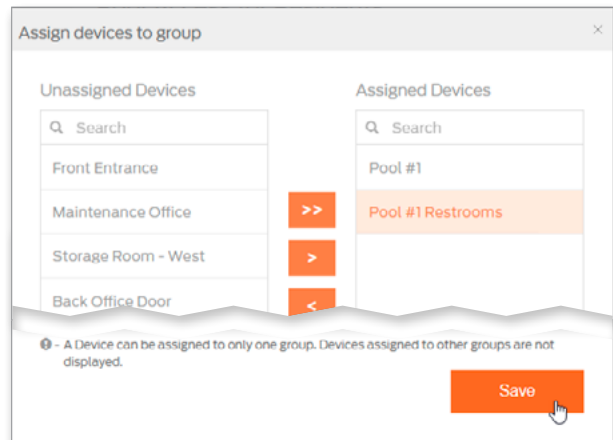 Assign devices to group
×
Unassigned Devices
Assigned Devices
Search
Search
Front Entrance
Pool #1
Maintenance Office
>>
Pool #1 Restrooms
Storage Room - West
>
Back Office Door
<
- A Device can be assigned to only one group. Devices assigned to other groups are not
displayed.
Save